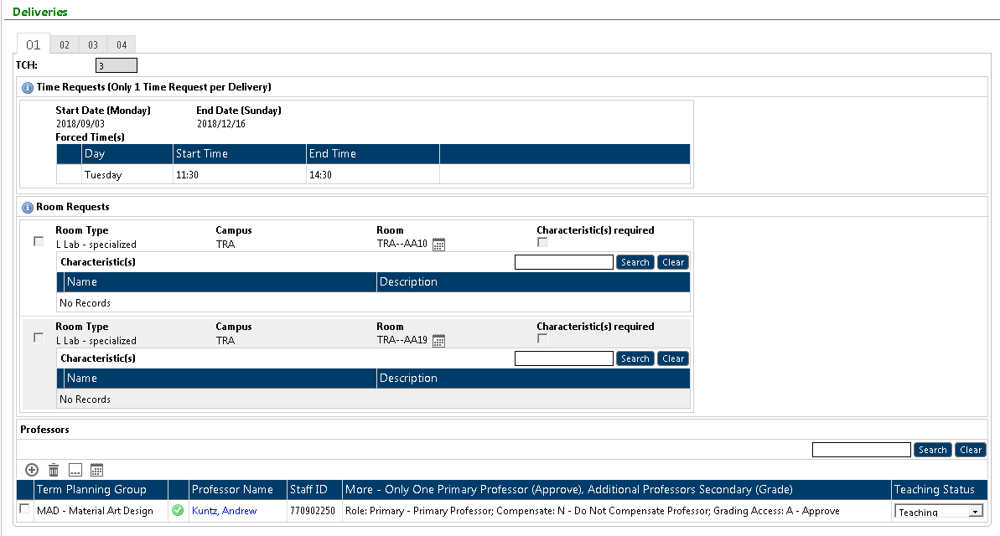 Deliveries
01 02 03 04
TCH: 3
Time Requests (Only 1 Time Request per Delivery)
Start Date (Monday) End Date (Sunday)
2018/09/03 2018/12/16
Forced Time(s)
Day Start Time End Time
Tuesday 11:30 14:30
Room Requests
Room Type Campus Room Characteristic(s) required
L Lab - specialized TRA TRA--AA10
Characteristic(s) Search Clear
Name Description
No Records
Room Type Campus Room Characteristic(s) required
L Lab - specialized TRA TRA--AA19
Characteristic(s) Search Clear
Name Description
No Records
Professors
Search Clear
Term Planning Group Professor Name Staff ID More - Only One Primary Professor (Approve), Additional Professors Secondary (Grade) Teaching Status
MAD - Material Art Design Kuntz, Andrew 770902250 Role: Primary - Primary Professor; Compensate: N - Do Not Compensate Professor; Grading Access: A - Approve Teaching